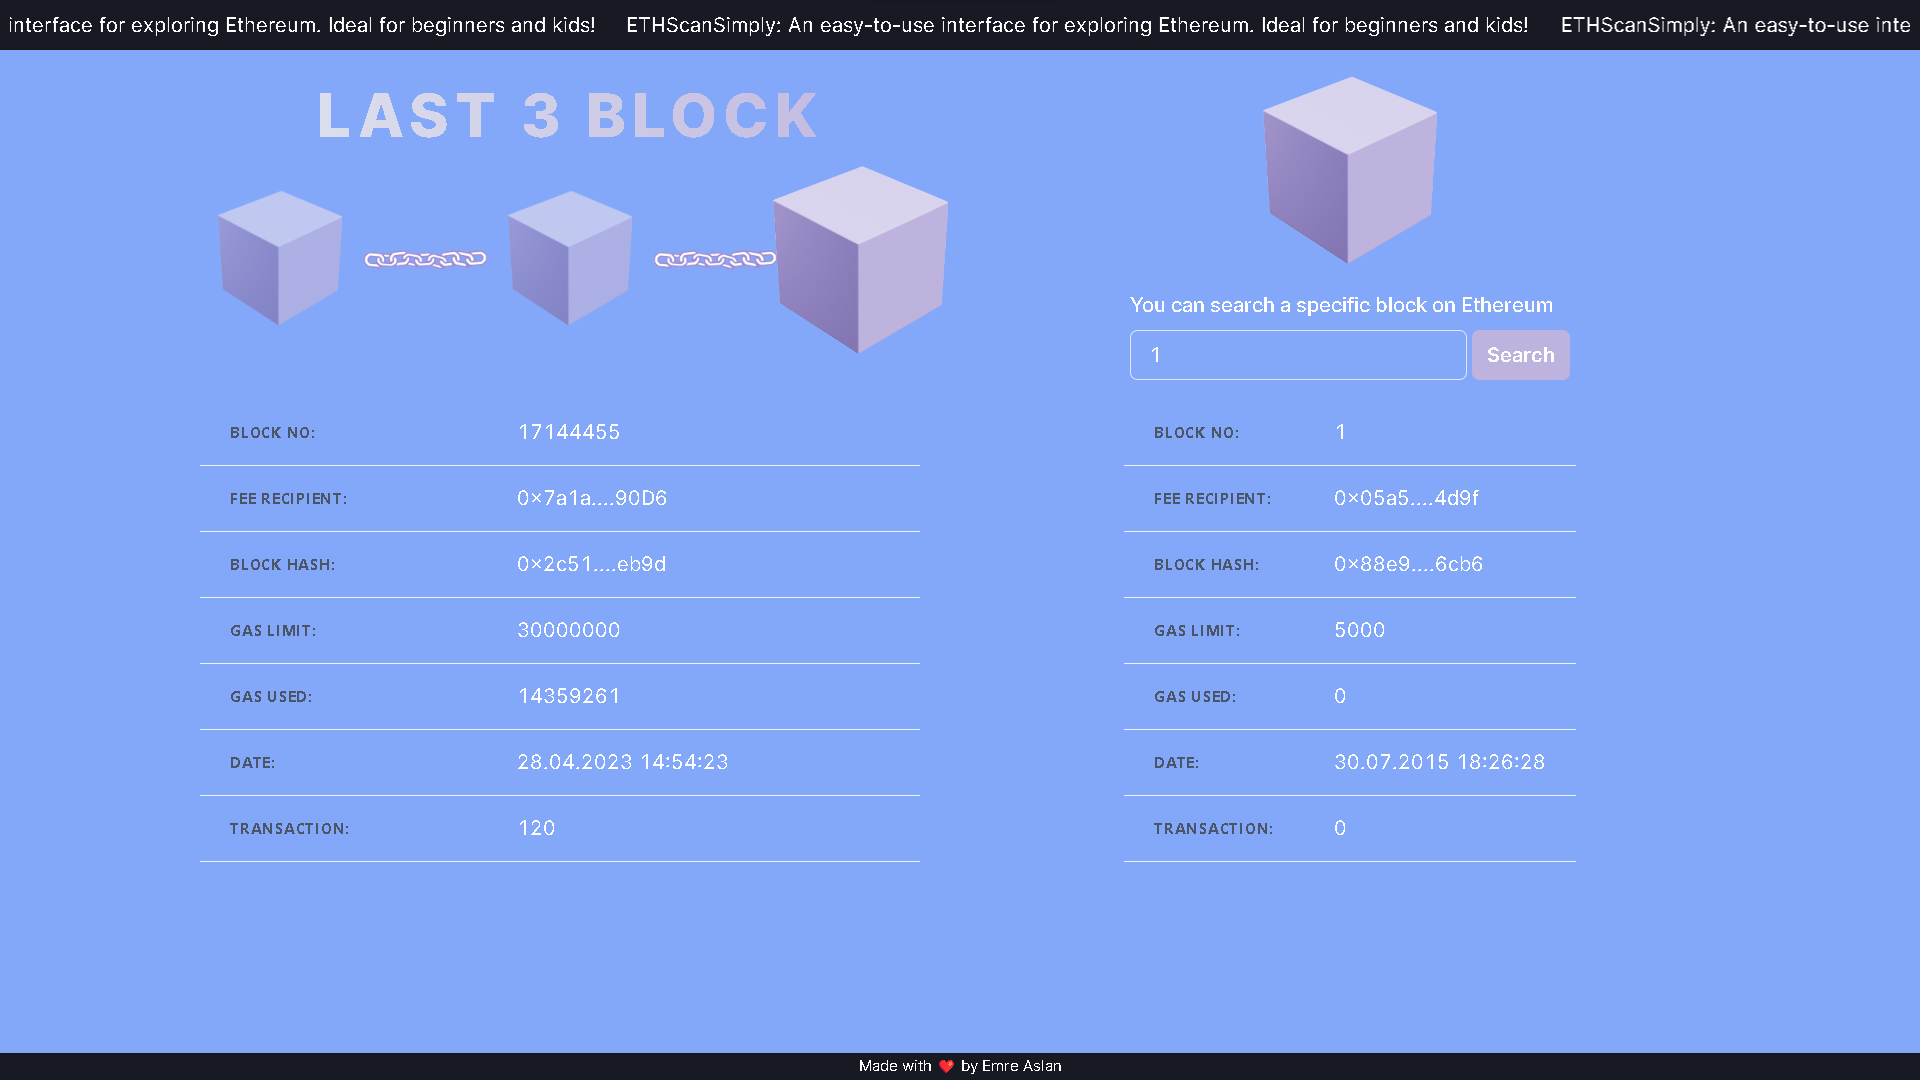 interface for exploring Ethereum. Ideal for beginners and kids! ETHScanSimply: An easy-to-use interface for exploring Ethereum. Ideal for beginners and kids! ETHScanSimply: An easy-to-use inte
LAST 3 BLOCK
You can search a specific block on Ethereum
1 Search
BLOCK NO: 17144455
FEE RECIPIENT: 0x7a1a....90D6
BLOCK HASH: 0x2c51....eb9d
GAS LIMIT: 30000000
GAS USED: 14359261
DATE: 28.04.2023 14:54:23
TRANSACTION: 120
BLOCK NO: 1
FEE RECIPIENT: 0x05a5....4d9f
BLOCK HASH: 0x88e9....6cb6
GAS LIMIT: 5000
GAS USED: 0
DATE: 30.07.2015 18:26:28
TRANSACTION: 0
Made with ❤️ by Emre Aslan